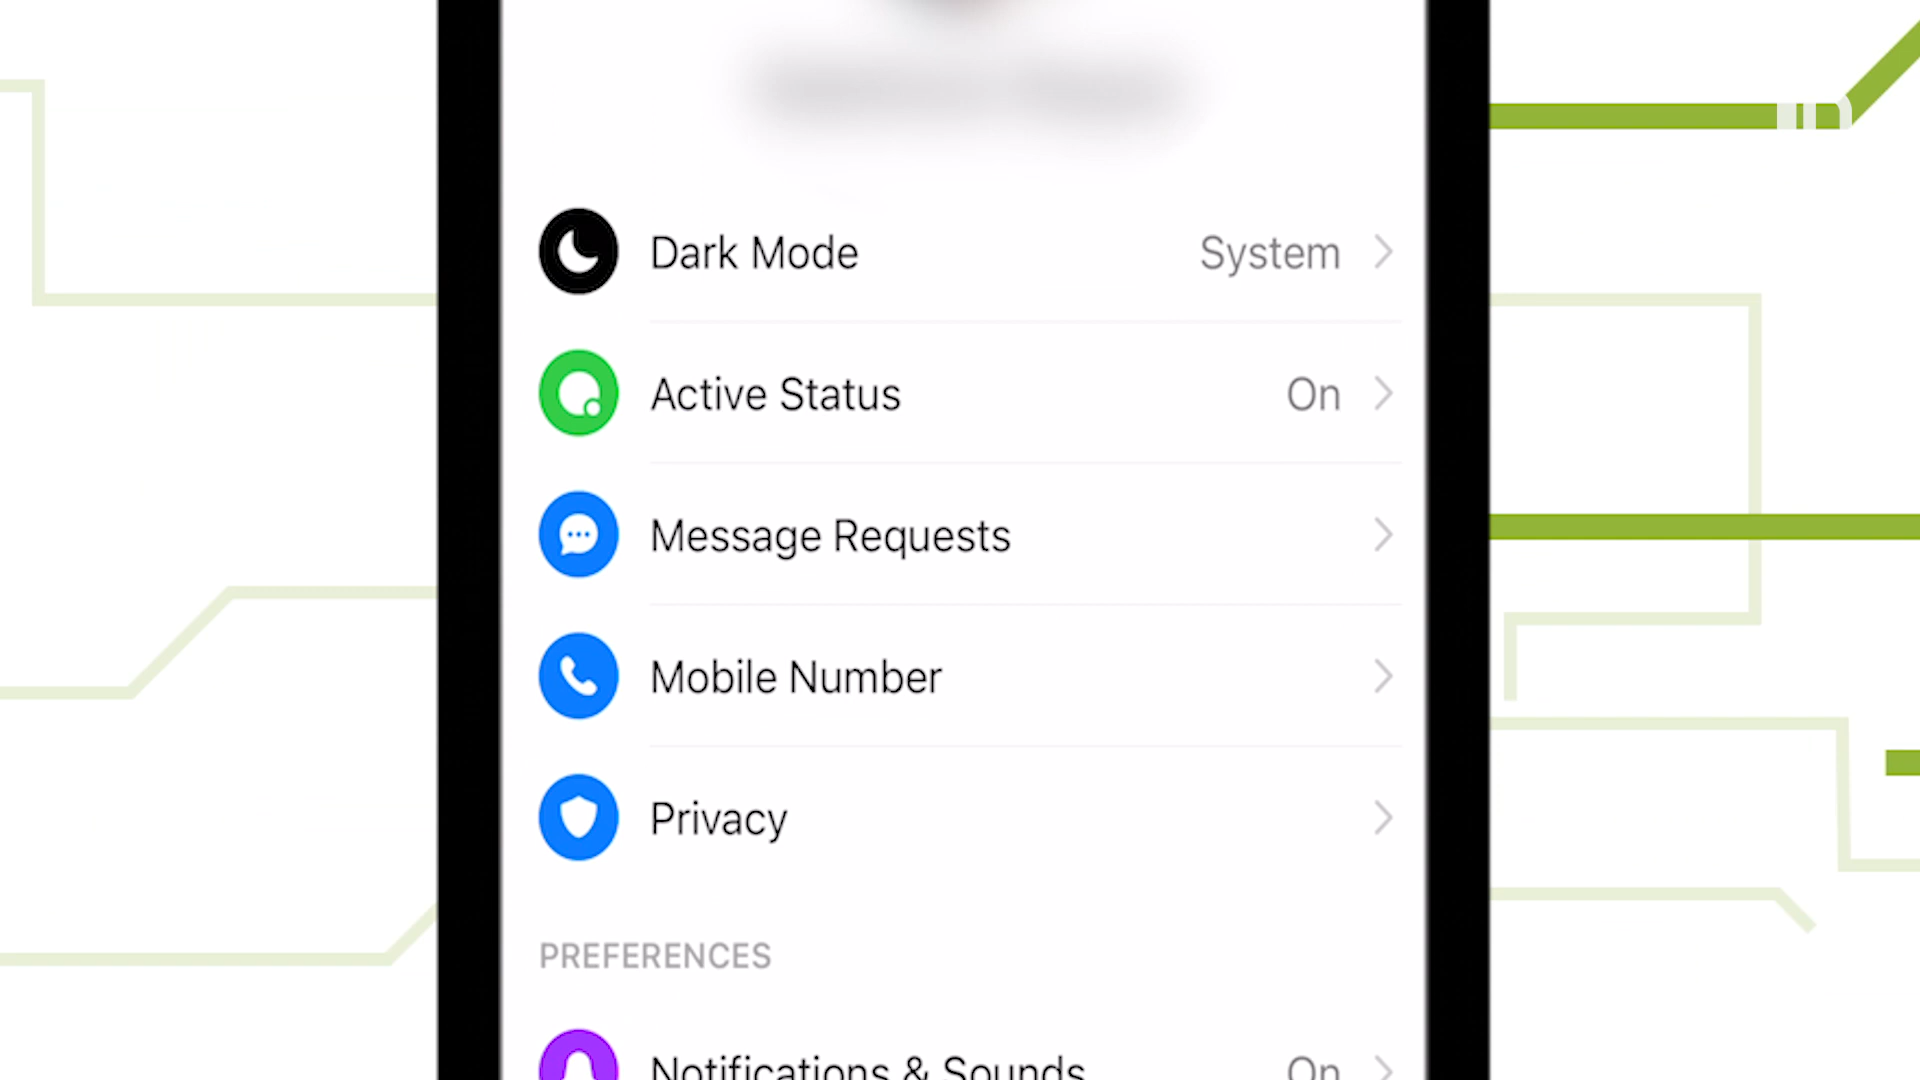 Dark Mode System
Active Status On
Message Requests
Mobile Number
Privacy
PREFERENCES
Notifications & Sounds On